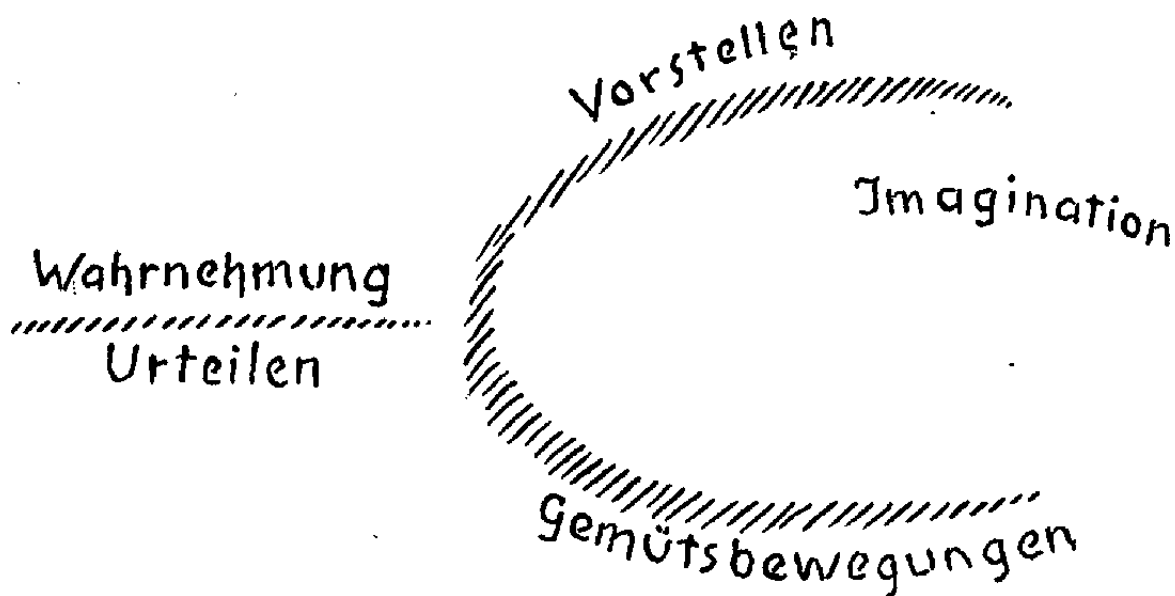 Vorstellen
Imagination
Wahrnehmung
Urteilen
Gemütsbewegungen